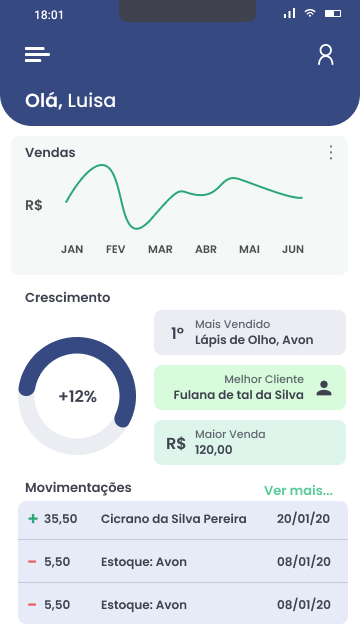 18:01
Olá, Luisa
Vendas
R$
JAN FEV MAR ABR MAI JUN
Crescimento
+12%
1º
Mais Vendido
Lápis de Olho, Avon
Melhor Cliente
Fulana de tal da Silva
R$
Maior Venda
120,00
Movimentações
Ver mais...
+ 35,50 Cicrano da Silva Pereira 20/01/20
- 5,50 Estoque: Avon 08/01/20
- 5,50 Estoque: Avon 08/01/20